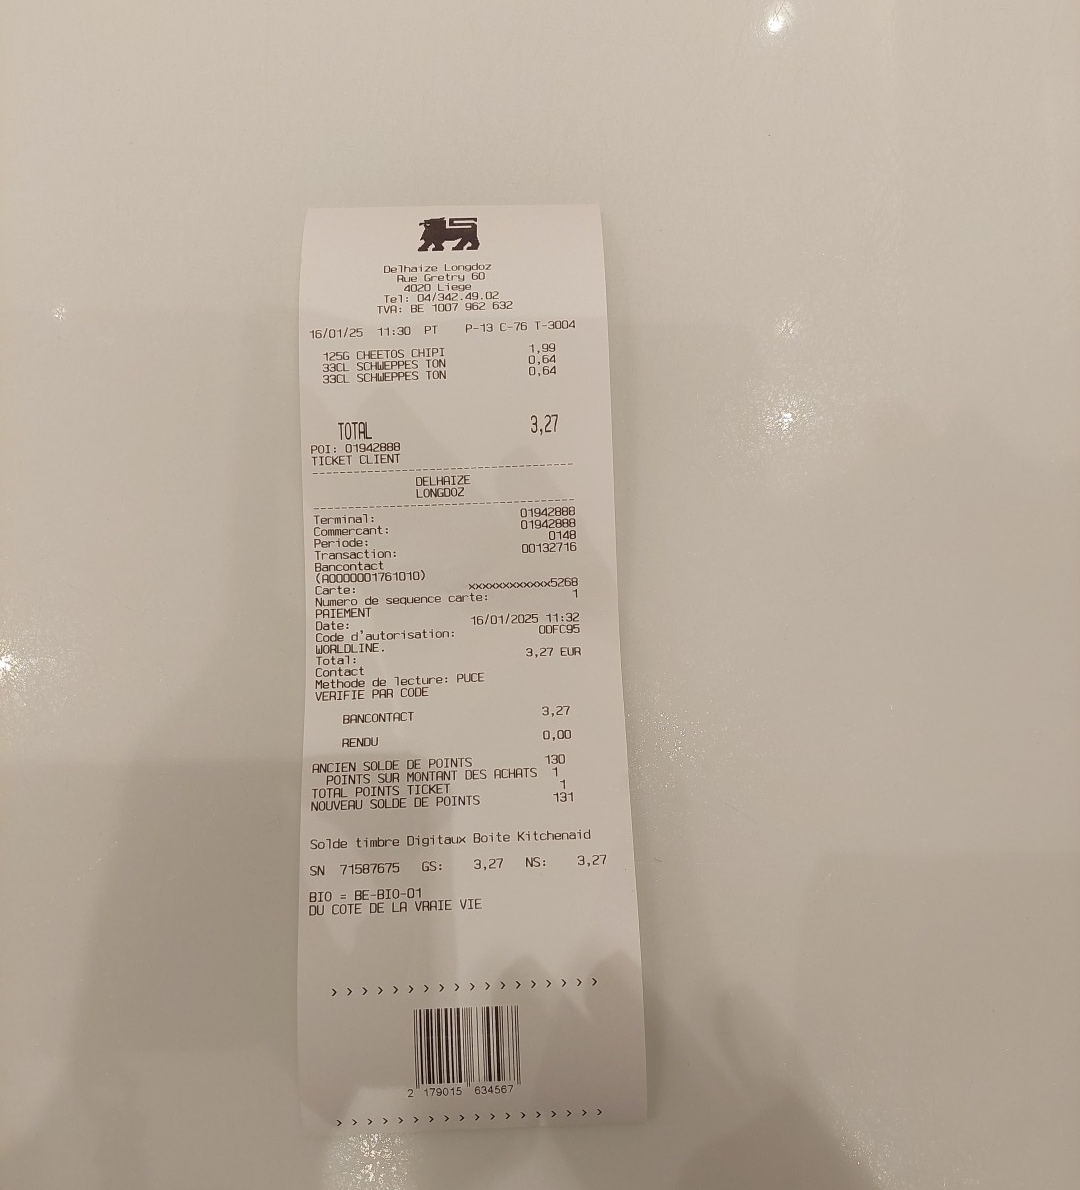 Delhaize Longdoz
Rue Gretry 60
4020 Liege
Tel: 04/342.49.02
TVA: BE 1007 962 632
16/01/25 11:30 PT P-13 C-76 T-3004
125G CHEETOS CHIPI 1,99
33CL SCHWEPPES TON 0,64
33CL SCHWEPPES TON 0,64
TOTAL 3,27
POI: 01942888
TICKET CLIENT
DELHAIZE
LONGDOZ
Terminal: 01942888
Commercant: 01942888
Periode: 0148
Transaction: 00132716
Bancontact
(A0000001761010)
Carte: xxxxxxxxxxxx5268
Numero de sequence carte: 1
PAIEMENT
Date: 16/01/2025 11:32
Code d'autorisation: 0DFC95
WORLDLINE.
Total: 3,27 EUR
Contact
Methode de lecture: PUCE
VERIFIE PAR CODE
BANCONTACT 3,27
RENDU 0,00
ANCIEN SOLDE DE POINTS 130
POINTS SUR MONTANT DES ACHATS 1
TOTAL POINTS TICKET 1
NOUVEAU SOLDE DE POINTS 131
Solde timbre Digitaux Boite Kitchenaid
SN 71587675 GS: 3,27 NS: 3,27
BIO = BE-BIO-01
DU COTE DE LA VRAIE VIE
> > > > > > > > > > > > > > > > > >
2 179015 634567
> > > > > > > > > > > > > > > > > >